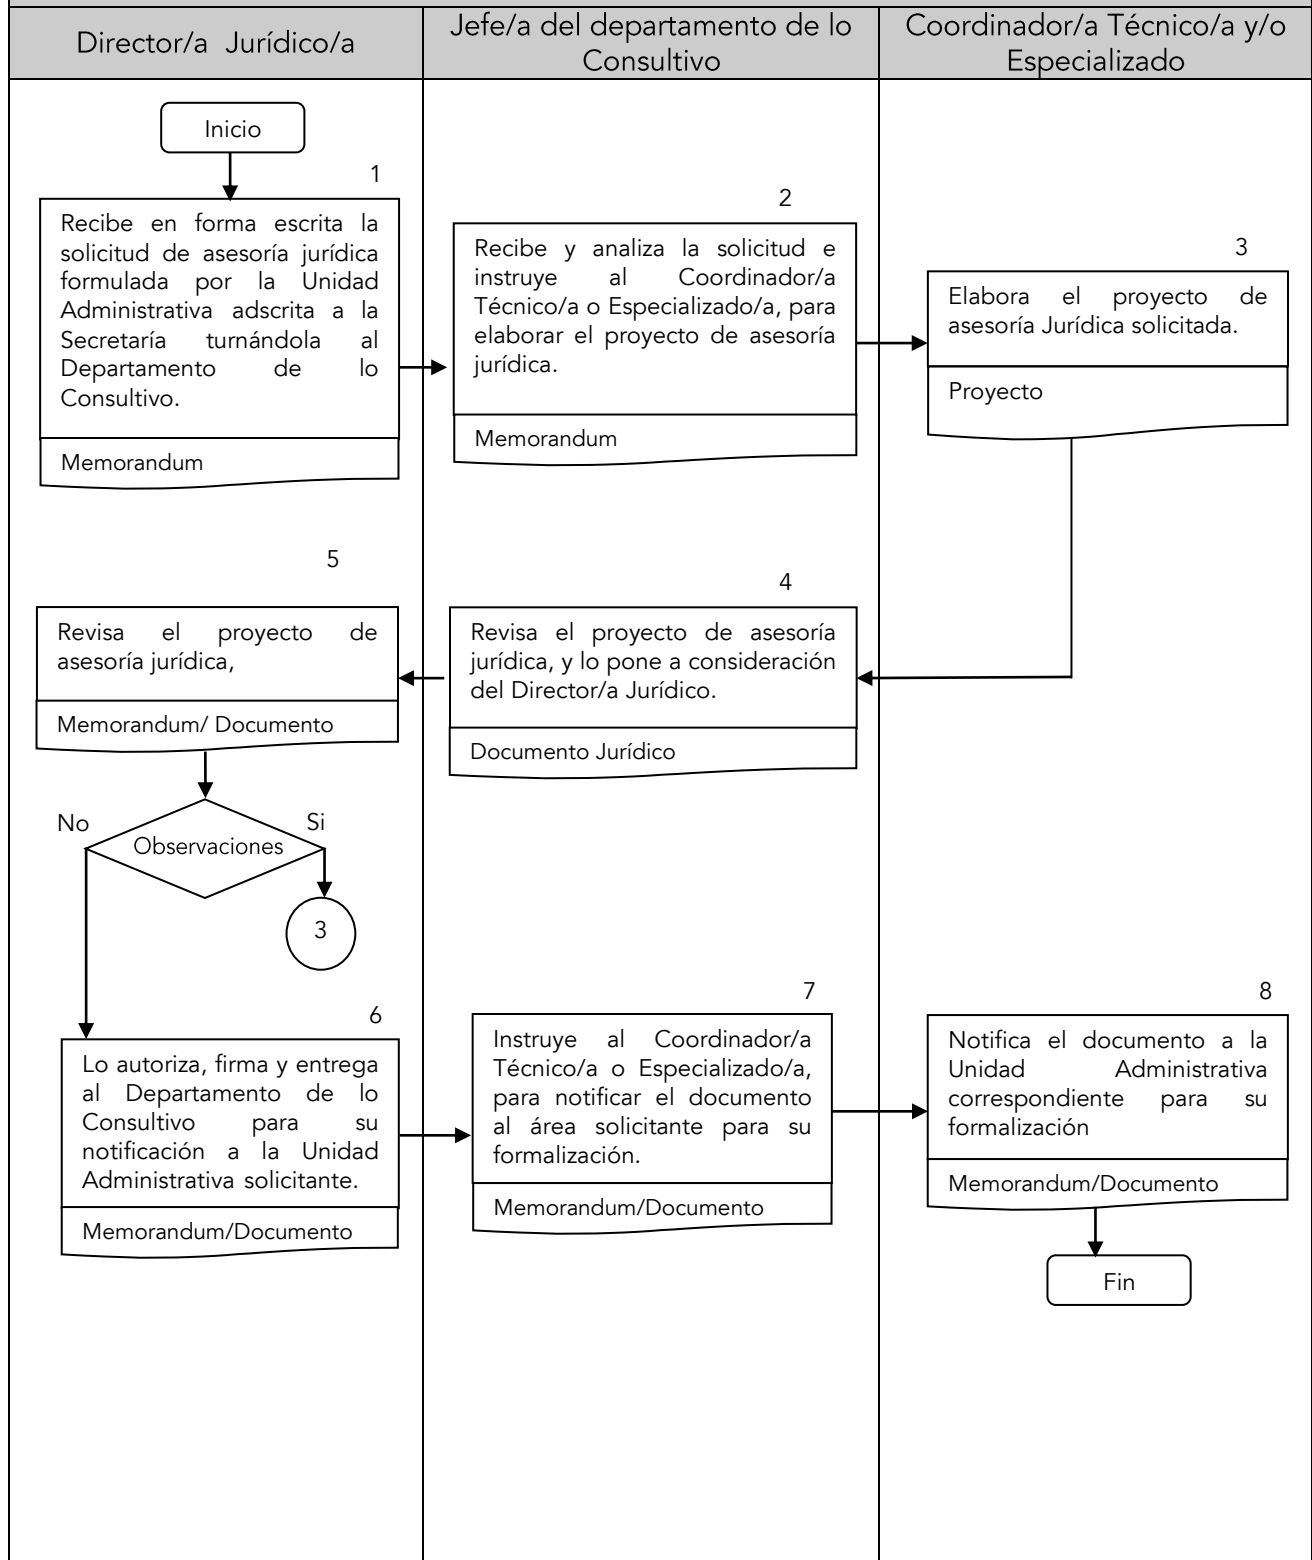 Director/a Jurídico/a
Jefe/a del departamento de lo
Consultivo
Coordinador/a Técnico/a y/o
Especializado
Inicio
1
Recibe en forma escrita la
solicitud de asesoría jurídica
formulada por la Unidad
Administrativa adscrita a la
Secretaría turnándola al
Departamento de lo
Consultivo.
Memorandum
2
Recibe y analiza la solicitud e
instruye al Coordinador/a
Técnico/a o Especializado/a, para
elaborar el proyecto de asesoría
jurídica.
Memorandum
3
Elabora el proyecto de
asesoría Jurídica solicitada.
Proyecto
4
Revisa el proyecto de asesoría
jurídica, y lo pone a consideración
del Director/a Jurídico.
Documento Jurídico
5
Revisa el proyecto de
asesoría jurídica,
Memorandum/ Documento
No
Si
Observaciones
3
6
Lo autoriza, firma y entrega
al Departamento de lo
Consultivo para su
notificación a la Unidad
Administrativa solicitante.
Memorandum/Documento
7
Instruye al Coordinador/a
Técnico/a o Especializado/a,
para notificar el documento
al área solicitante para su
formalización.
Memorandum/Documento
8
Notifica el documento a la
Unidad Administrativa
correspondiente para su
formalización
Memorandum/Documento
Fin